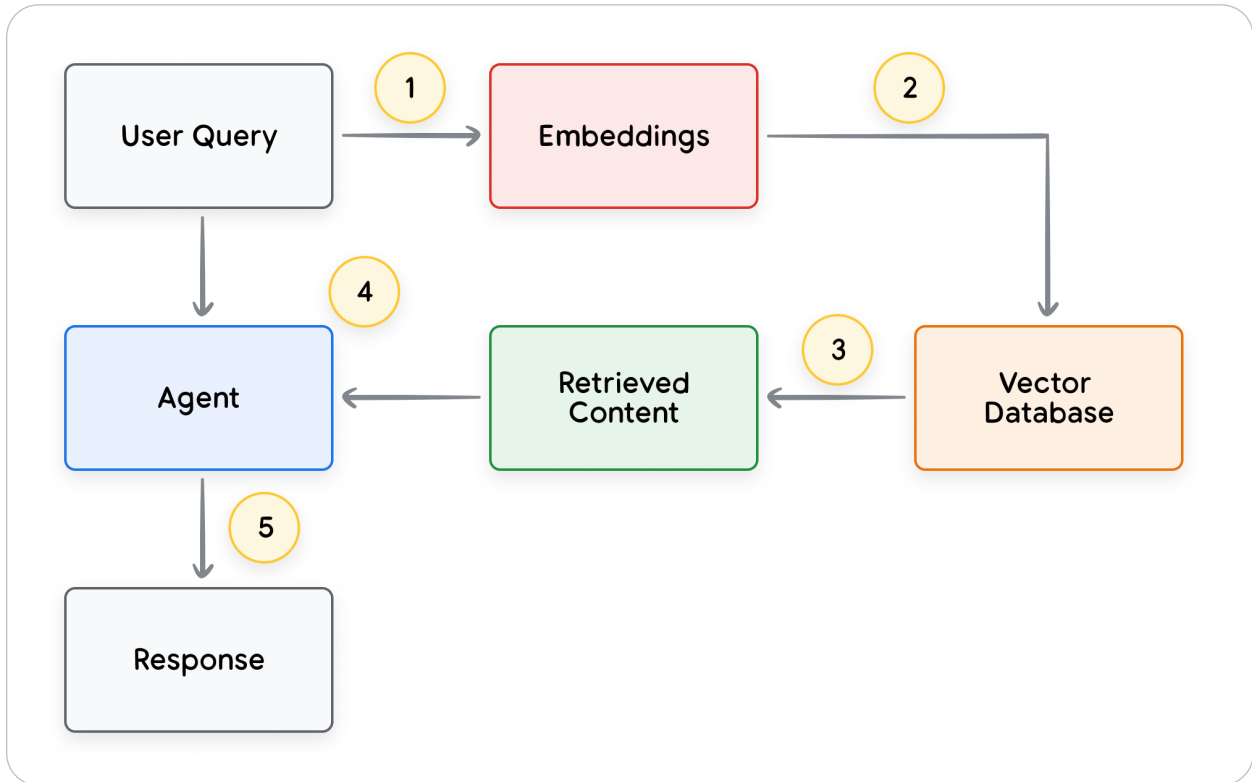 User Query
1
Embeddings
2
4
Agent
Retrieved
Content
3
Vector
Database
5
Response